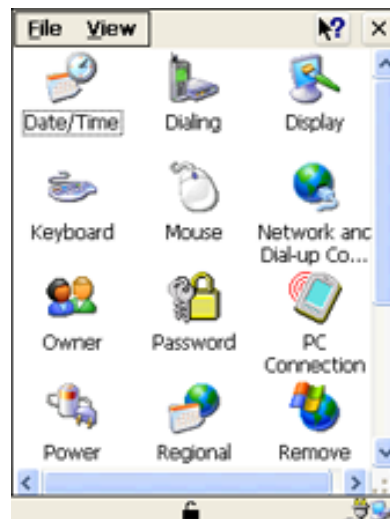 File View
Date/Time Dialing Display
Keyboard Mouse Network and
Dial-up Co...
Owner Password PC
Connection
Power Regional Remove